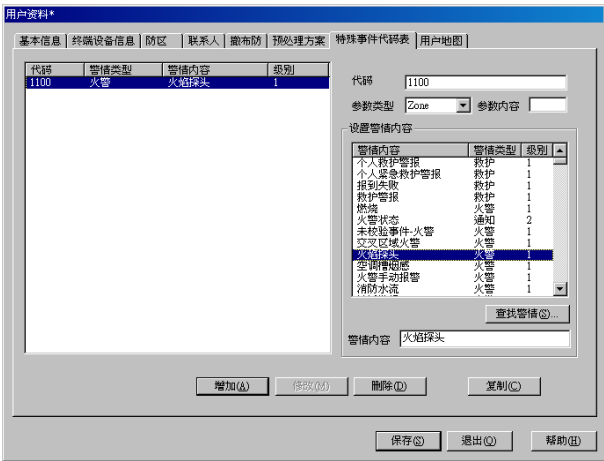 用户资料*
基本信息 终端设备信息 防区 联系人 撤布防 预处理方案 特殊事件代码表 用户地图
代码 警情类型 警情内容 级别
1100 火警 火焰探头 1
代码 1100
参数类型 Zone 参数内容
设置警情内容
警情内容 警情类型 级别
个人救护警报 救护 1
个人紧急救护警报 救护 1
报到失败 救护 1
救护警报 救护 1
燃烧 火警 1
火警状态 通知 2
未校验事件-火警 火警 1
交叉区域火警 火警 1
火焰探头 火警 1
空调槽烟感 火警 1
火警手动报警 火警 1
消防水流 火警 1
查找警情(S)...
警情内容 火焰探头
增加(A) 修改(M) 删除(D) 复制(C)
保存(S) 退出(Q) 帮助(H)